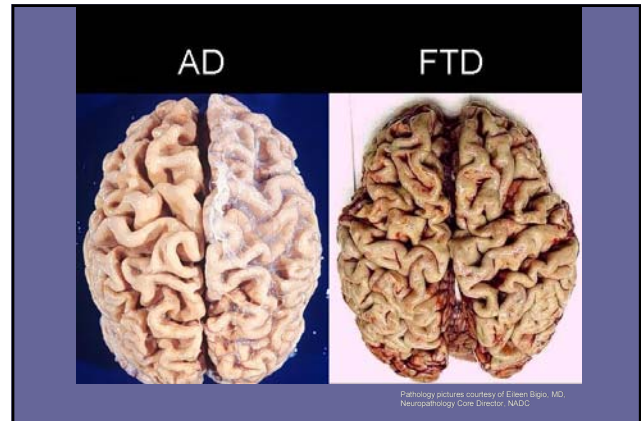 AD
FTD
Pathology pictures courtesy of Eileen Bigio, MD,
Neuropathology Core Director, NADC